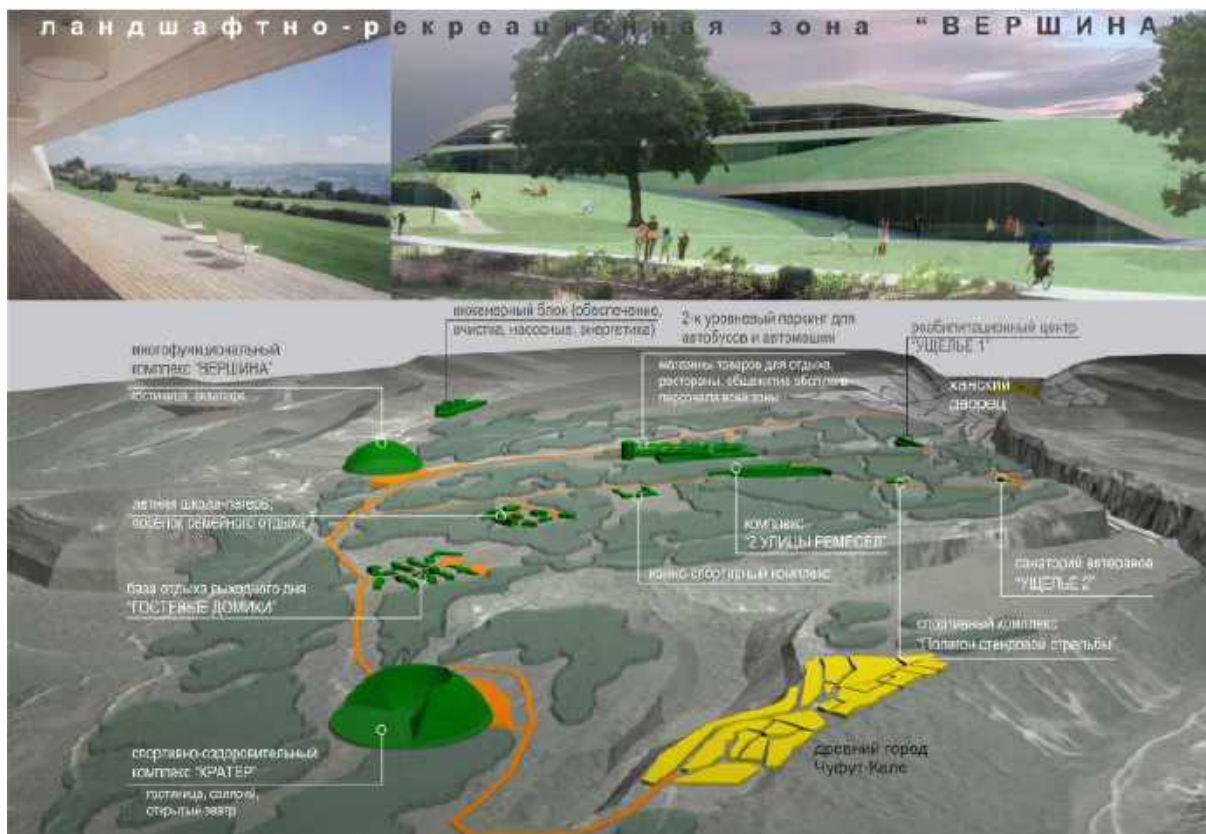 ландшафтно-рекреационная зона "ВЕРШИНА"
инженерный блок (обеспечение,
очистка, насосные, энергетика)
2-х уровневый паркинг для
автобусов и автомашин
магазины товаров для отдыха,
рестораны, общежитие
персонала всей зоны
реабилитационный центр
"УЩЕЛЬЕ 1"
ханский
дворец
многофункциональный
комплекс "ВЕРШИНА"
гостиница, аквапарк
летняя школа-лагерь,
поселок семейного отдыха
комплекс
"2 УЛИЦЫ РЕМЕСЕЛ"
конно-спортивный комплекс
санаторий ветеранов
"УЩЕЛЬЕ 2"
база отдыха выходного дня
"ГОСТЕВЫЕ ДОМИКИ"
спортивный комплекс
"Полигон стендовой стрельбы"
спортивно-оздоровительный
комплекс "КРАТЕР"
гостиница,
открытый театр
древний город
Чуфут-Кале